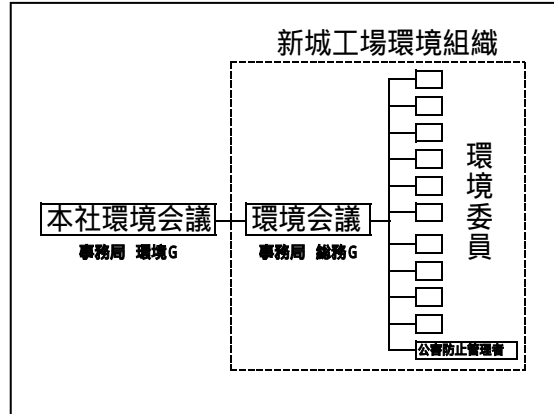 新城工場環境組織
本社環境会議
事務局 環境G
環境会議
事務局 総務G
環境委員
公害防止管理者